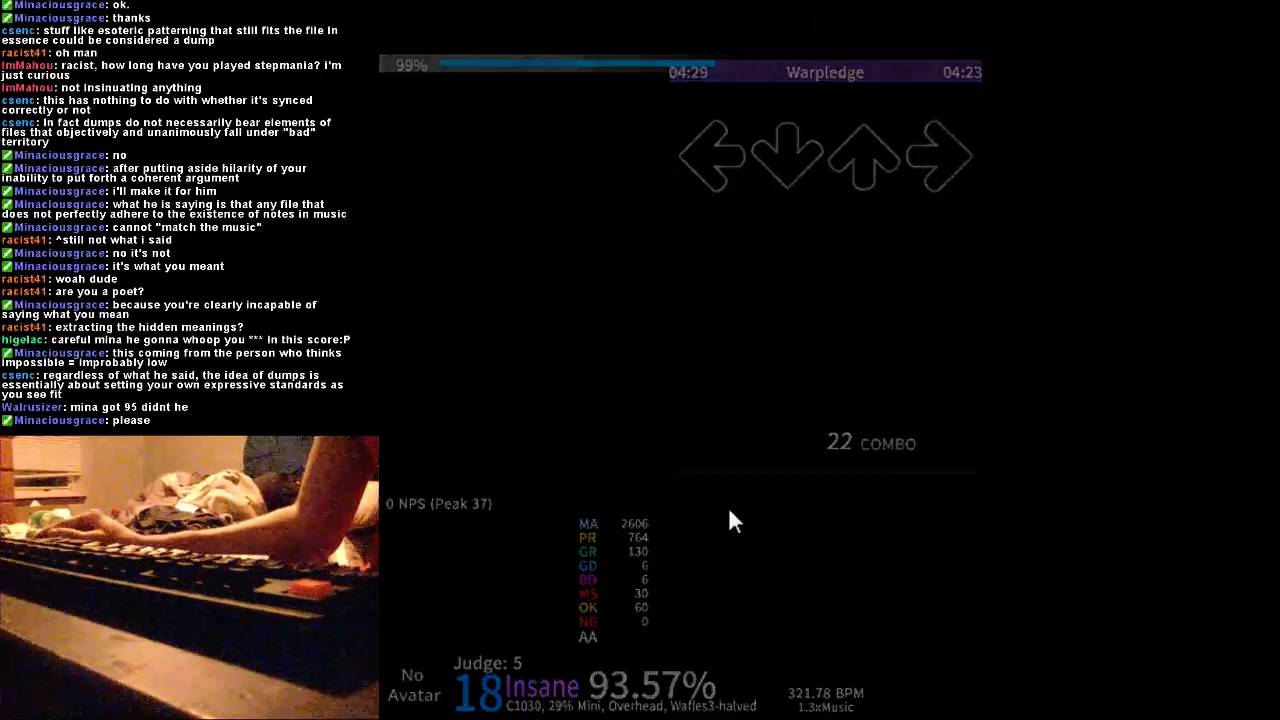 Minaciousgrace: ok.
Minaciousgrace: thanks
csenc: stuff like esoteric patterning that still fits the file in
essence could be considered a dump
racist41: oh man
ImMahou: racist, how long have you played stepmania? i'm
just curious
ImMahou: not insinuating anything
csenc: this has nothing to do with whether it's synced
correctly or not
csenc: in fact dumps do not necessarily bear elements of
files that objectively and unanimously fall under "bad"
territory
Minaciousgrace: no
Minaciousgrace: after putting aside hilarity of your
inability to put forth a coherent argument
Minaciousgrace: i'll make it for him
Minaciousgrace: what he is saying is that any file that
does not perfectly adhere to the existence of notes in music
Minaciousgrace: cannot "match the music"
racist41: ^still not what i said
Minaciousgrace: no it's not
Minaciousgrace: it's what you meant
racist41: woah dude
racist41: are you a poet?
Minaciousgrace: because you're clearly incapable of
saying what you mean
racist41: extracting the hidden meanings?
higelac: careful mina he gonna whoop you *** in this score:P
Minaciousgrace: this coming from the person who thinks
impossible = improbably low
csenc: regardless of what he said, the idea of dumps is
essentially about setting your own expressive standards as
you see fit
Walrusizer: mina got 95 didnt he
Minaciousgrace: please
99%
04:29 Warpledge 04:23
22 COMBO
0 NPS (Peak 37)
MA 2606
PR 764
GR 130
GD 6
BD 6
MS 30
OK 60
NG 0
AA
No
Avatar
Judge: 5
18 Insane 93.57%
C1030, 29% Mini, Overhead, Wafles3-halved
321.78 BPM
1.3xMusic